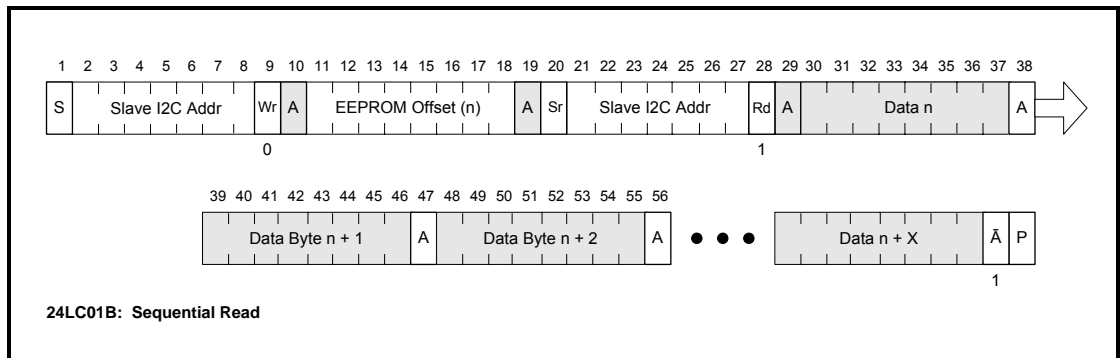 1 2 3 4 5 6 7 8 9 10 11 12 13 14 15 16 17 18 19 20 21 22 23 24 25 26 27 28 29 30 31 32 33 34 35 36 37 38
S Slave I2C Addr Wr A EEPROM Offset (n) A Sr Slave I2C Addr Rd A Data n A
0 1
39 40 41 42 43 44 45 46 47 48 49 50 51 52 53 54 55 56
Data Byte n + 1 A Data Byte n + 2 A Data n + X Ā P
1
24LC01B: Sequential Read